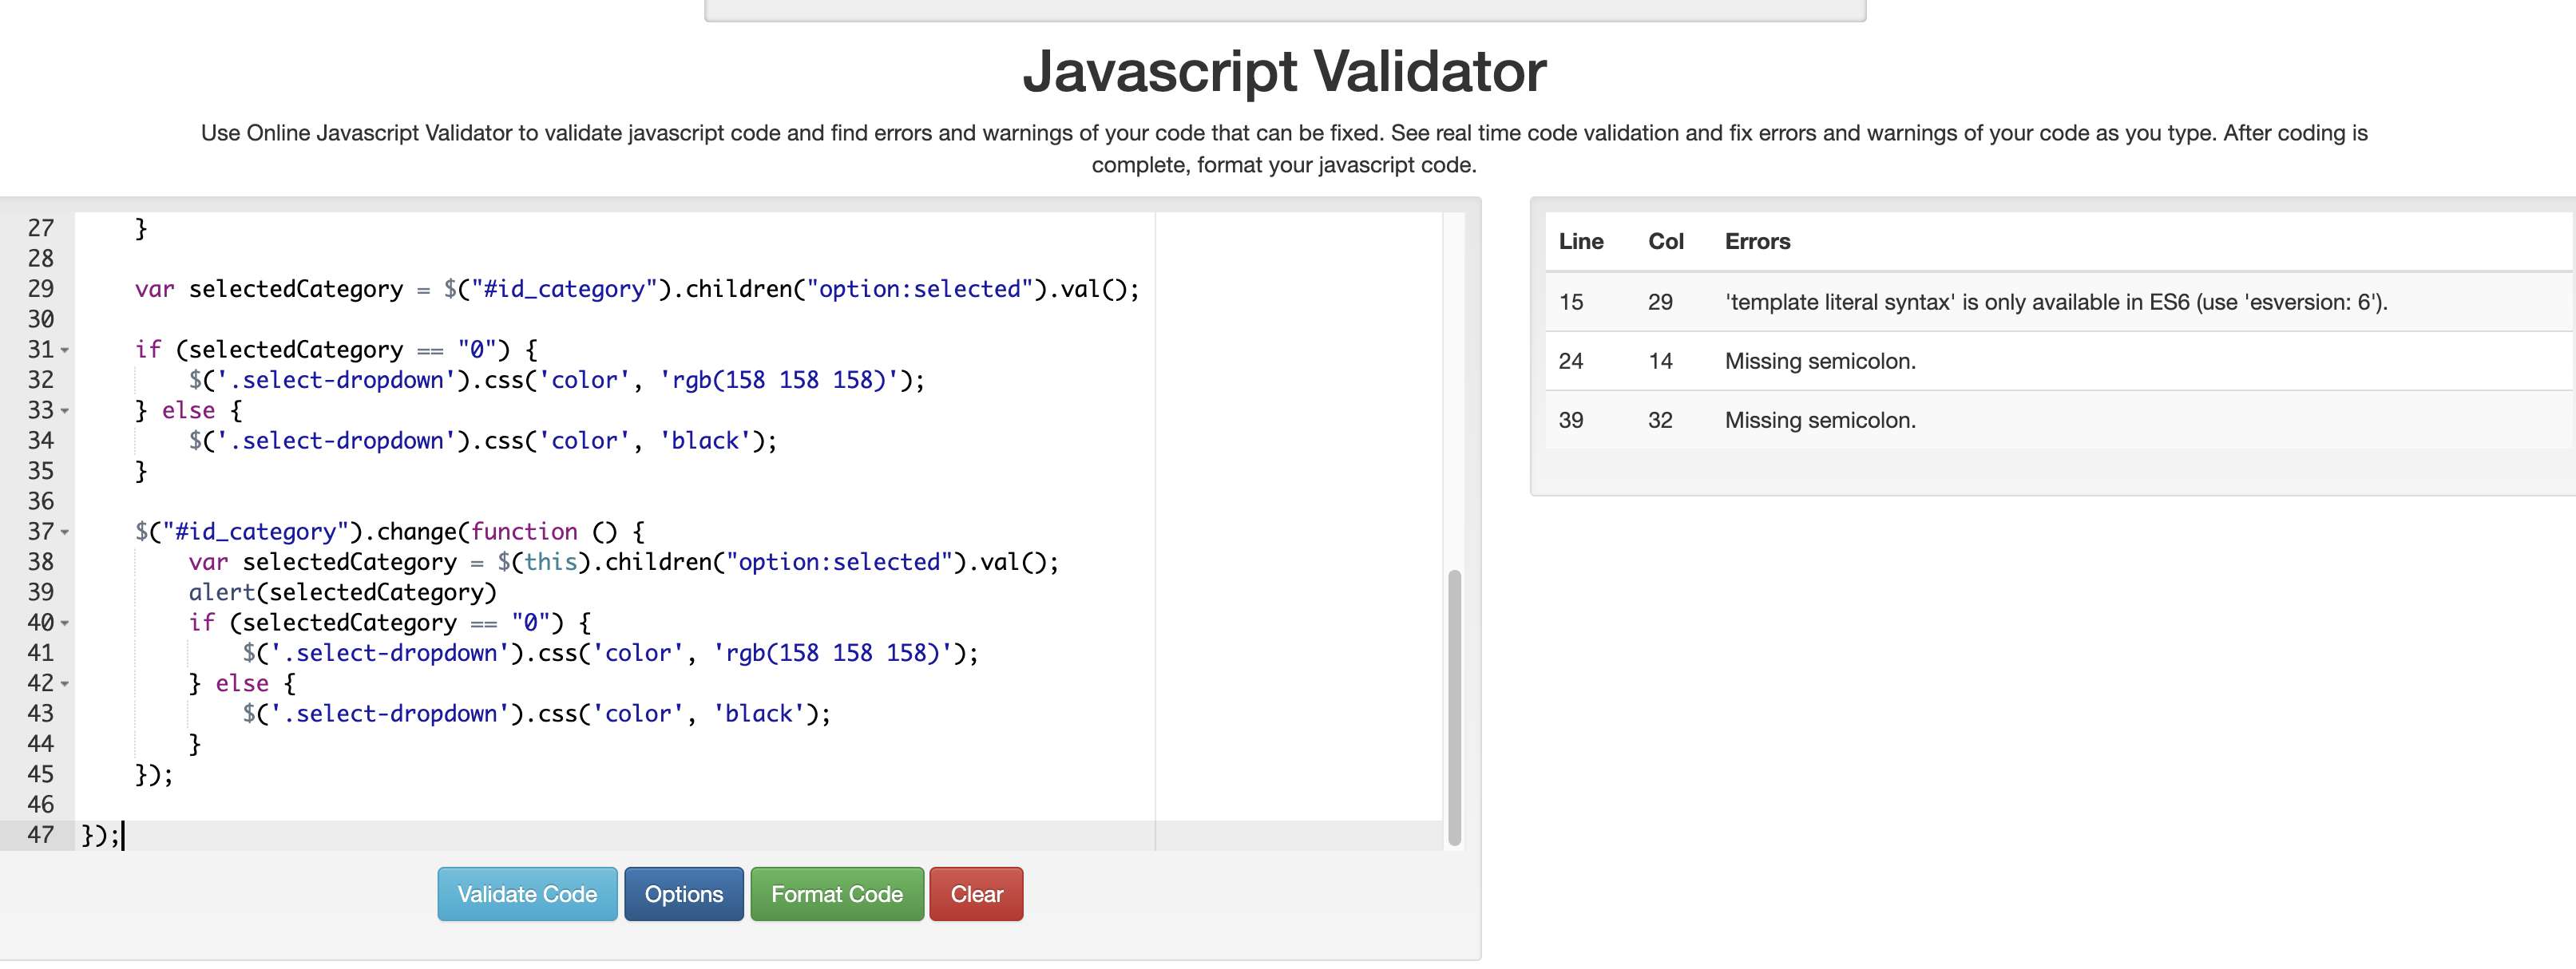 Javascript Validator
Use Online Javascript Validator to validate javascript code and find errors and warnings of your code that can be fixed. See real time code validation and fix errors and warnings of your code as you type. After coding is
complete, format your javascript code.
27 }
28
29 var selectedCategory = $("#id_category").children("option:selected").val();
30
31 if (selectedCategory == "0") {
32 $('.select-dropdown').css('color', 'rgb(158 158 158)');
33 } else {
34 $('.select-dropdown').css('color', 'black');
35 }
36
37 $("#id_category").change(function () {
38 var selectedCategory = $(this).children("option:selected").val();
39 alert(selectedCategory)
40 if (selectedCategory == "0") {
41 $('.select-dropdown').css('color', 'rgb(158 158 158)');
42 } else {
43 $('.select-dropdown').css('color', 'black');
44 }
45 });
46
47 });
Validate Code Options Format Code Clear
Line Col Errors
15 29 'template literal syntax' is only available in ES6 (use 'esversion: 6').
24 14 Missing semicolon.
39 32 Missing semicolon.